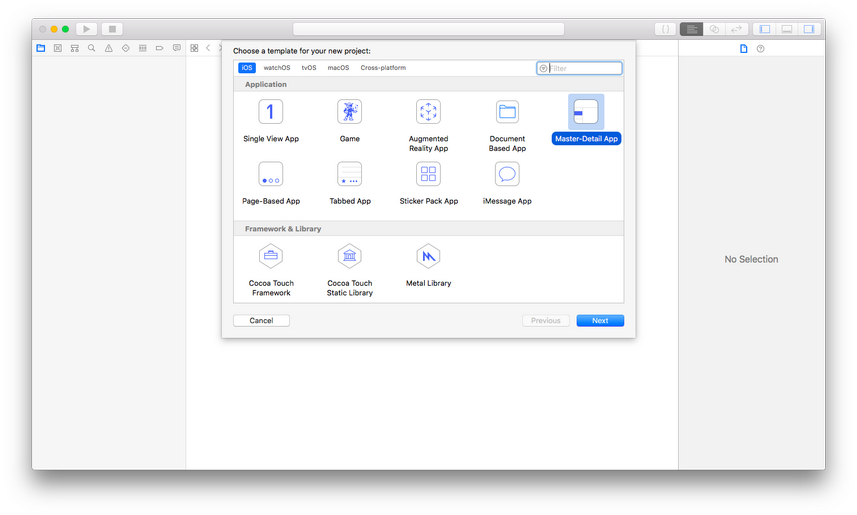 Choose a template for your new project:
iOS watchOS tvOS macOS Cross-platform
Filter
Application
1
Single View App
Game
Augmented
Reality App
Document
Based App
Master-Detail App
Page-Based App
Tabbed App
Sticker Pack App
iMessage App
Framework & Library
Cocoa Touch
Framework
Cocoa Touch
Static Library
Metal Library
No Selection
Cancel
Previous
Next